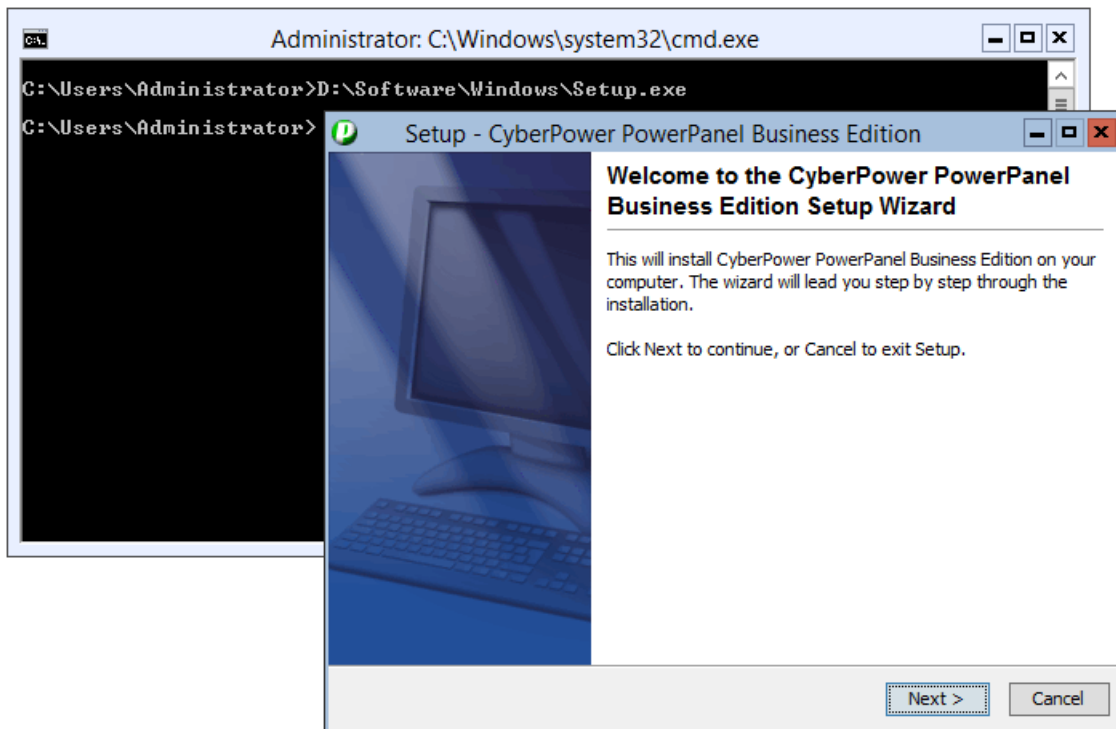 Administrator: C:\Windows\system32\cmd.exe
C:\Users\Administrator>D:\Software\Windows\Setup.exe
C:\Users\Administrator>
Setup - CyberPower PowerPanel Business Edition
Welcome to the CyberPower PowerPanel
Business Edition Setup Wizard
This will install CyberPower PowerPanel Business Edition on your
computer. The wizard will lead you step by step through the
installation.
Click Next to continue, or Cancel to exit Setup.
Next >
Cancel